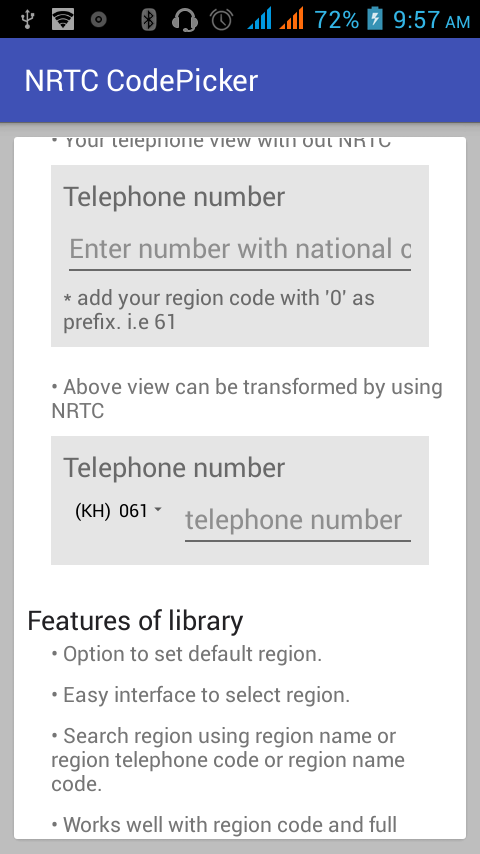 72% 9:57 AM
NRTC CodePicker
• Your telephone view with out NRTC
Telephone number
Enter number with national c
* add your region code with '0' as
prefix. i.e 61
• Above view can be transformed by using
NRTC
Telephone number
(KH) 061
telephone number
Features of library
• Option to set default region.
• Easy interface to select region.
• Search region using region name or
region telephone code or region name
code.
• Works well with region code and full